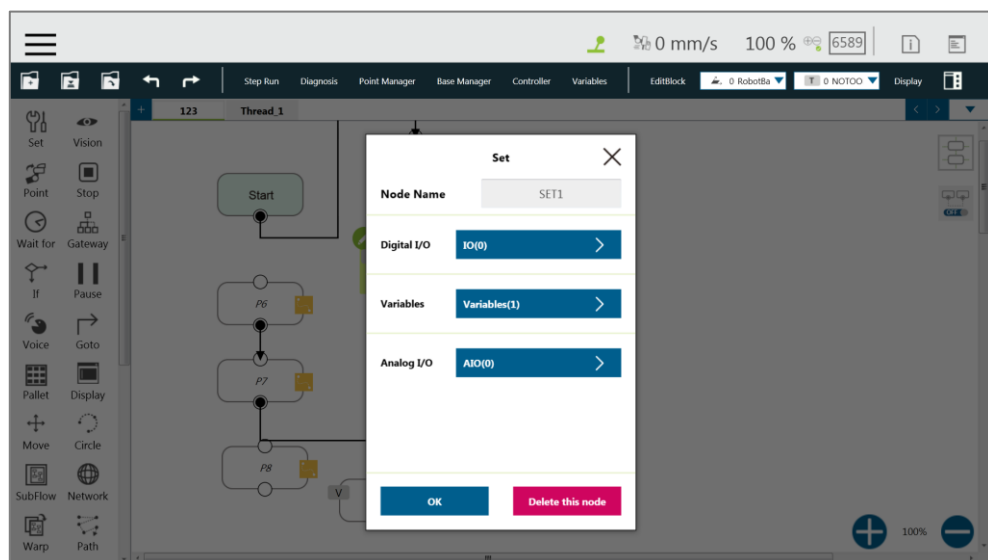 0 mm/s 100 % 6589
Step Run Diagnosis Point Manager Base Manager Controller Variables EditBlock 0 RobotBa T 0 NOTOO Display
+ 123 Thread_1
Set Vision
Point Stop
Wait for Gateway
If Pause
Voice Goto
Pallet Display
Move Circle
SubFlow Network
Warp Path
Start
P6
P7
P8
V
Set
Node Name SET1
Digital I/O IO(0)
Variables Variables(1)
Analog I/O AIO(0)
OK Delete this node
OFF
100%